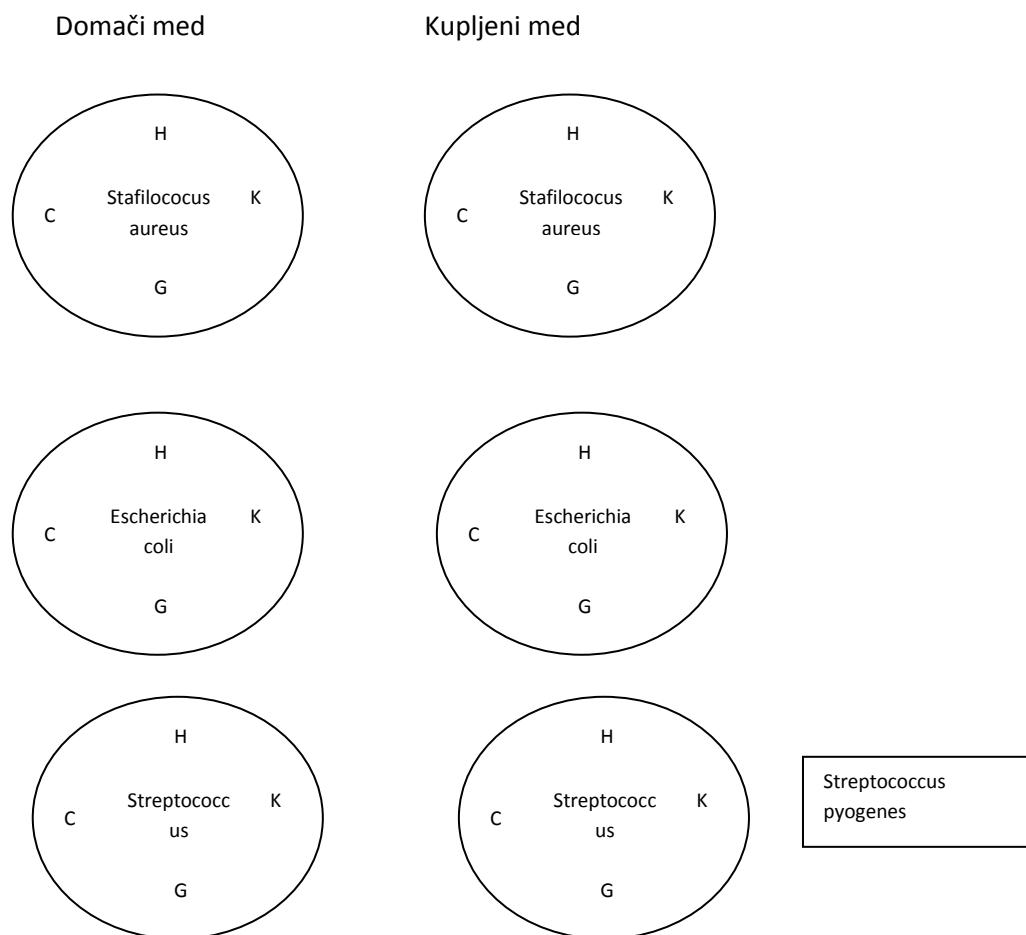 Domači med
Kupljeni med
H
Stafilococus
K
C
aureus
G
H
Stafilococus
K
C
aureus
G
H
Escherichia
K
C
coli
G
H
Escherichia
K
C
coli
G
H
Streptococc
K
C
us
G
H
Streptococc
K
C
us
G
Streptococcus
pyogenes